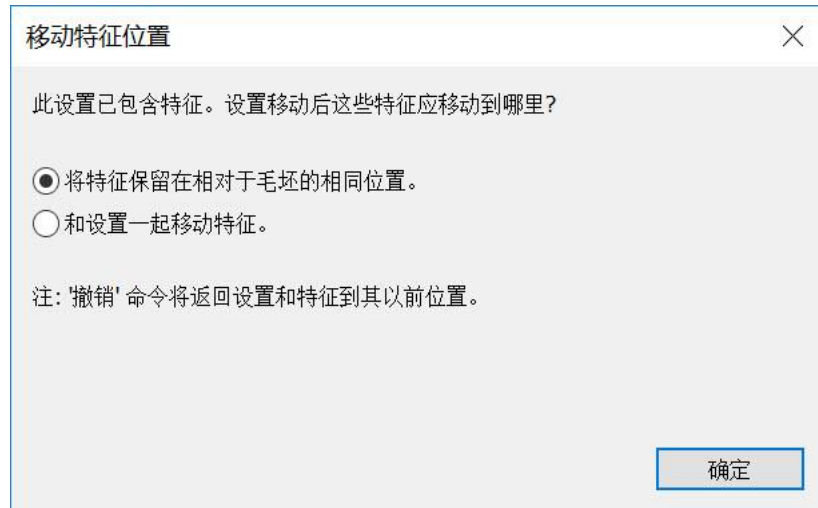 移动特征位置
此设置已包含特征。设置移动后这些特征应移动到哪里?
将特征保留在相对于毛坯的相同位置。
和设置一起移动特征。
注: '撤销' 命令将返回设置和特征到其以前位置。
确定